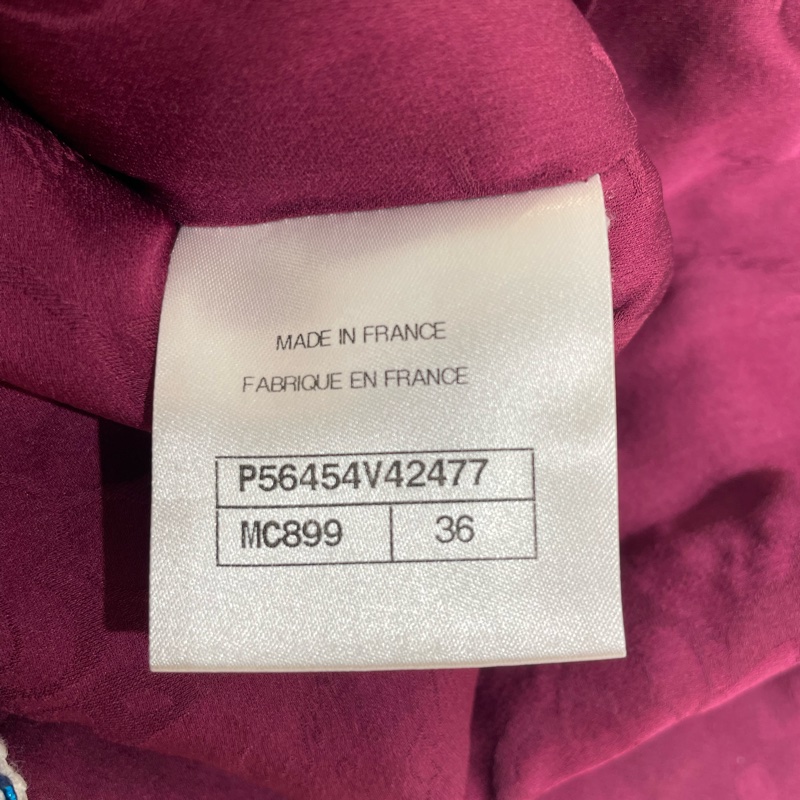 MADE IN FRANCE
FABRIQUE EN FRANCE
P56454V42477
MC899 36